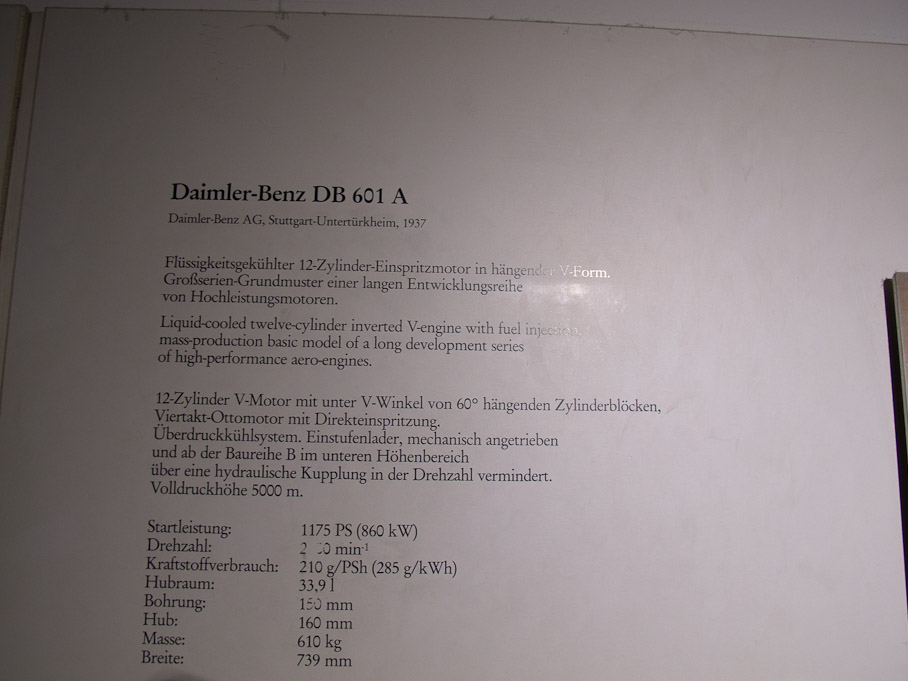 Daimler-Benz DB 601 A
Daimler-Benz AG, Stuttgart-Untertürkheim, 1937
Flüssigkeitsgekühlter 12-Zylinder-Einspritzmotor in hängender V-Form.
Großserien-Grundmuster einer langen Entwicklungsreihe
von Hochleistungsmotoren.
Liquid-cooled twelve-cylinder inverted V-engine with fuel injection,
mass-production basic model of a long development series
of high-performance aero-engines.
12-Zylinder V-Motor mit unter V-Winkel von 60° hängenden Zylinderblöcken,
Viertakt-Ottomotor mit Direkteinspritzung.
Überdruckkühlsystem. Einstufenlader, mechanisch angetrieben
und ab der Baureihe B im unteren Höhenbereich
über eine hydraulische Kupplung in der Drehzahl vermindert.
Volldruckhöhe 5000 m.
Startleistung: 1175 PS (860 kW)
Drehzahl: min⁻¹
Kraftstoffverbrauch: 210 g/PSh (285 g/kWh)
Hubraum: 33,9 l
Bohrung: 150 mm
Hub: 160 mm
Masse: 610 kg
Breite: 739 mm